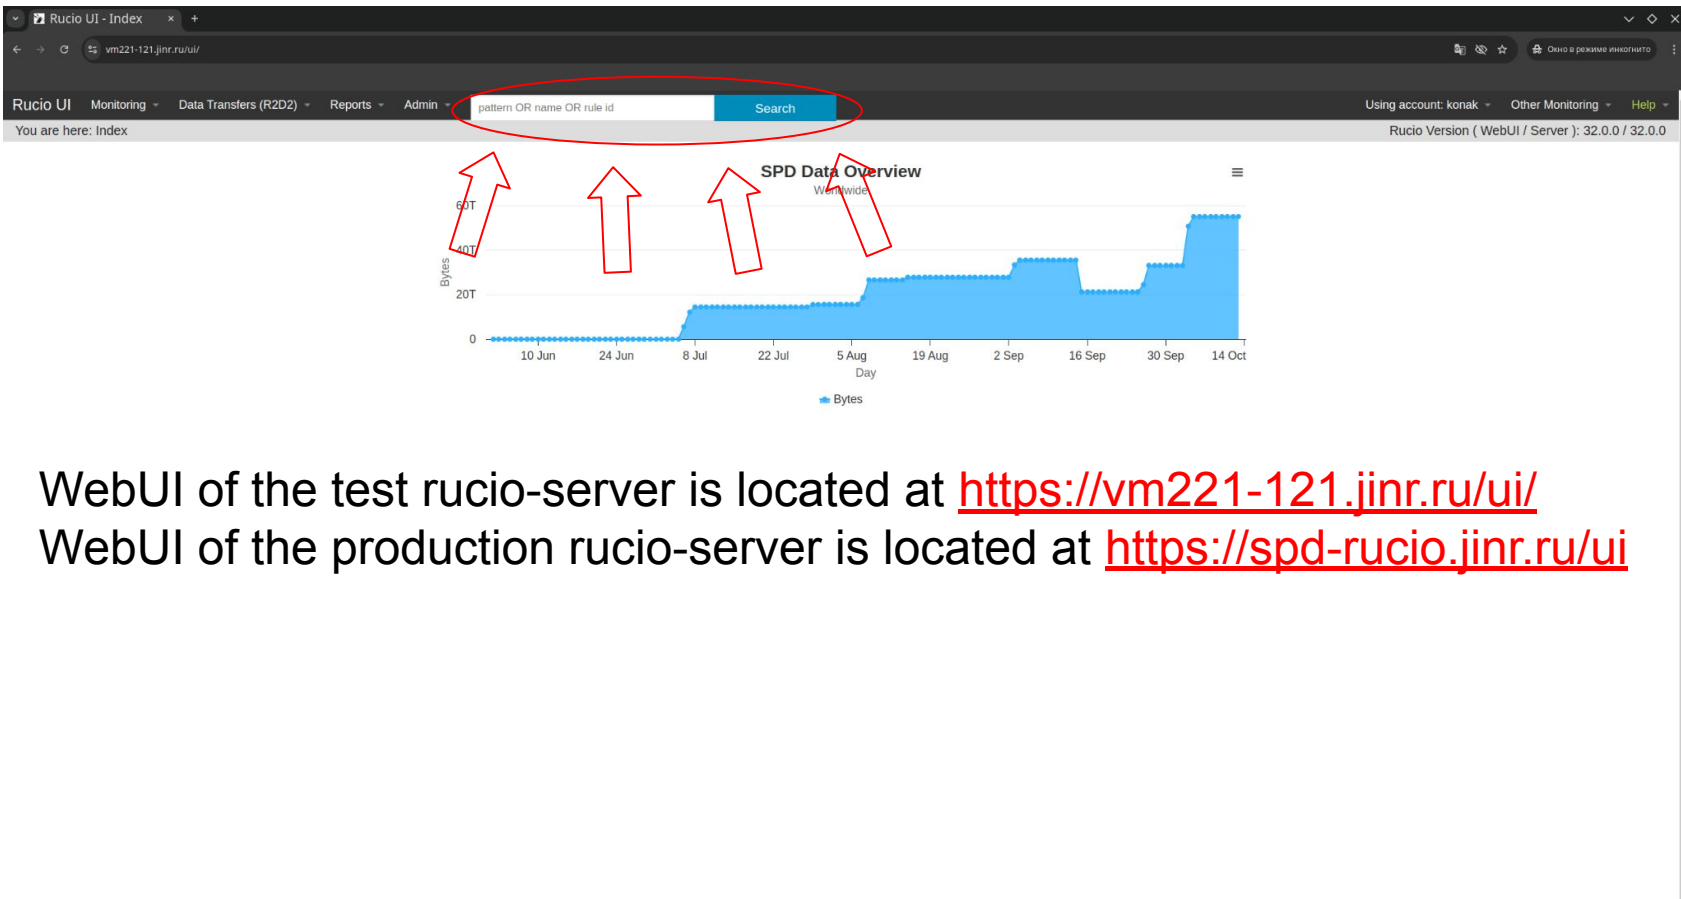 Rucio UI - Index
vm221-121.jinr.ru/ui/
Окно в режиме инкогнито
Rucio UI Monitoring Data Transfers (R2D2) Reports Admin pattern OR name OR rule id Search Using account: konak Other Monitoring Help
You are here: Index Rucio Version ( WebUI / Server ): 32.0.0 / 32.0.0
SPD Data Overview
Worldwide
60T
40T
20T
0
Bytes
10 Jun 24 Jun 8 Jul 22 Jul 5 Aug 19 Aug 2 Sep 16 Sep 30 Sep 14 Oct
Day
Bytes
WebUI of the test rucio-server is located at https://vm221-121.jinr.ru/ui/
WebUI of the production rucio-server is located at https://spd-rucio.jinr.ru/ui